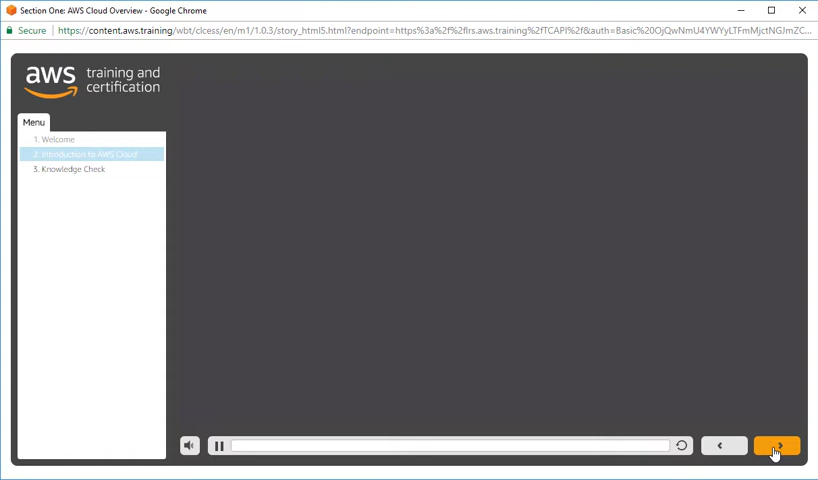 Section One: AWS Cloud Overview - Google Chrome
Secure https://content.aws.training/wbt/clcess/en/m1/1.0.3/story_html5.html?endpoint=https%3a%2f%2flrs.aws.training%2fTCAPI%2f&auth=Basic%20OjQwNmU4YWYyLTFmMjctNGJmZC...
aws training and certification
Menu
1. Welcome
2. Introduction to AWS Cloud
3. Knowledge Check